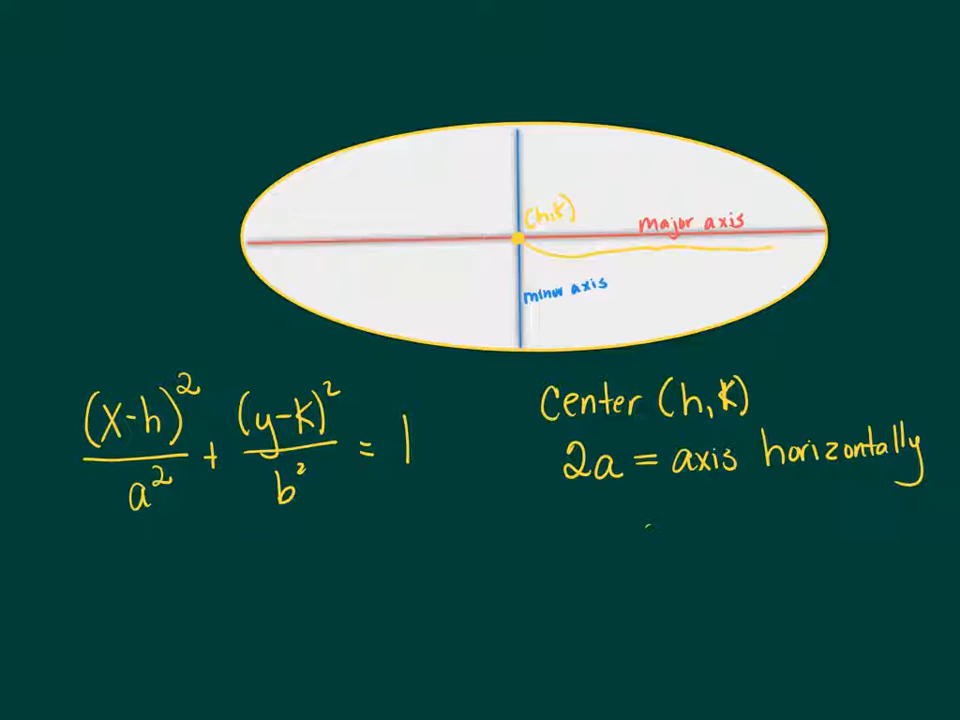 (h,k)
major axis
minor axis
(x-h)²/a² + (y-k)²/b² = 1
Center (h,k)
2a = axis horizontally